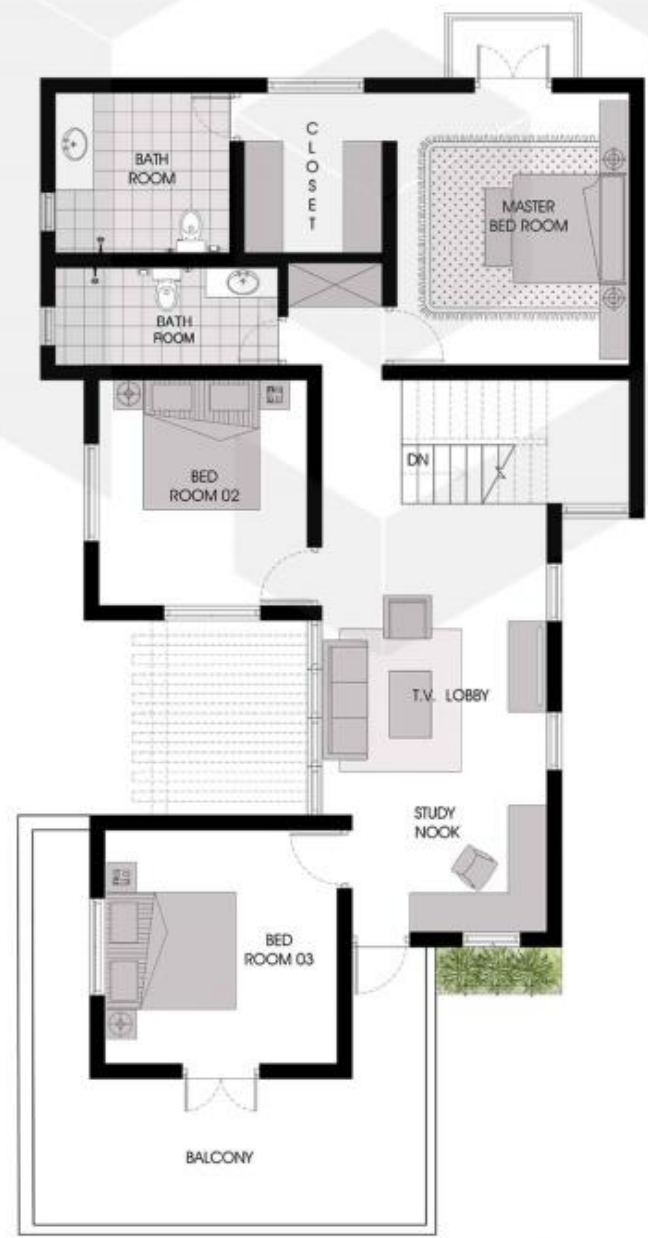 BATH
ROOM
C
L
O
S
E
T
MASTER
BED ROOM
BATH
ROOM
BED
ROOM 02
DN
T.V. LOBBY
STUDY
NOOK
BED
ROOM 03
BALCONY